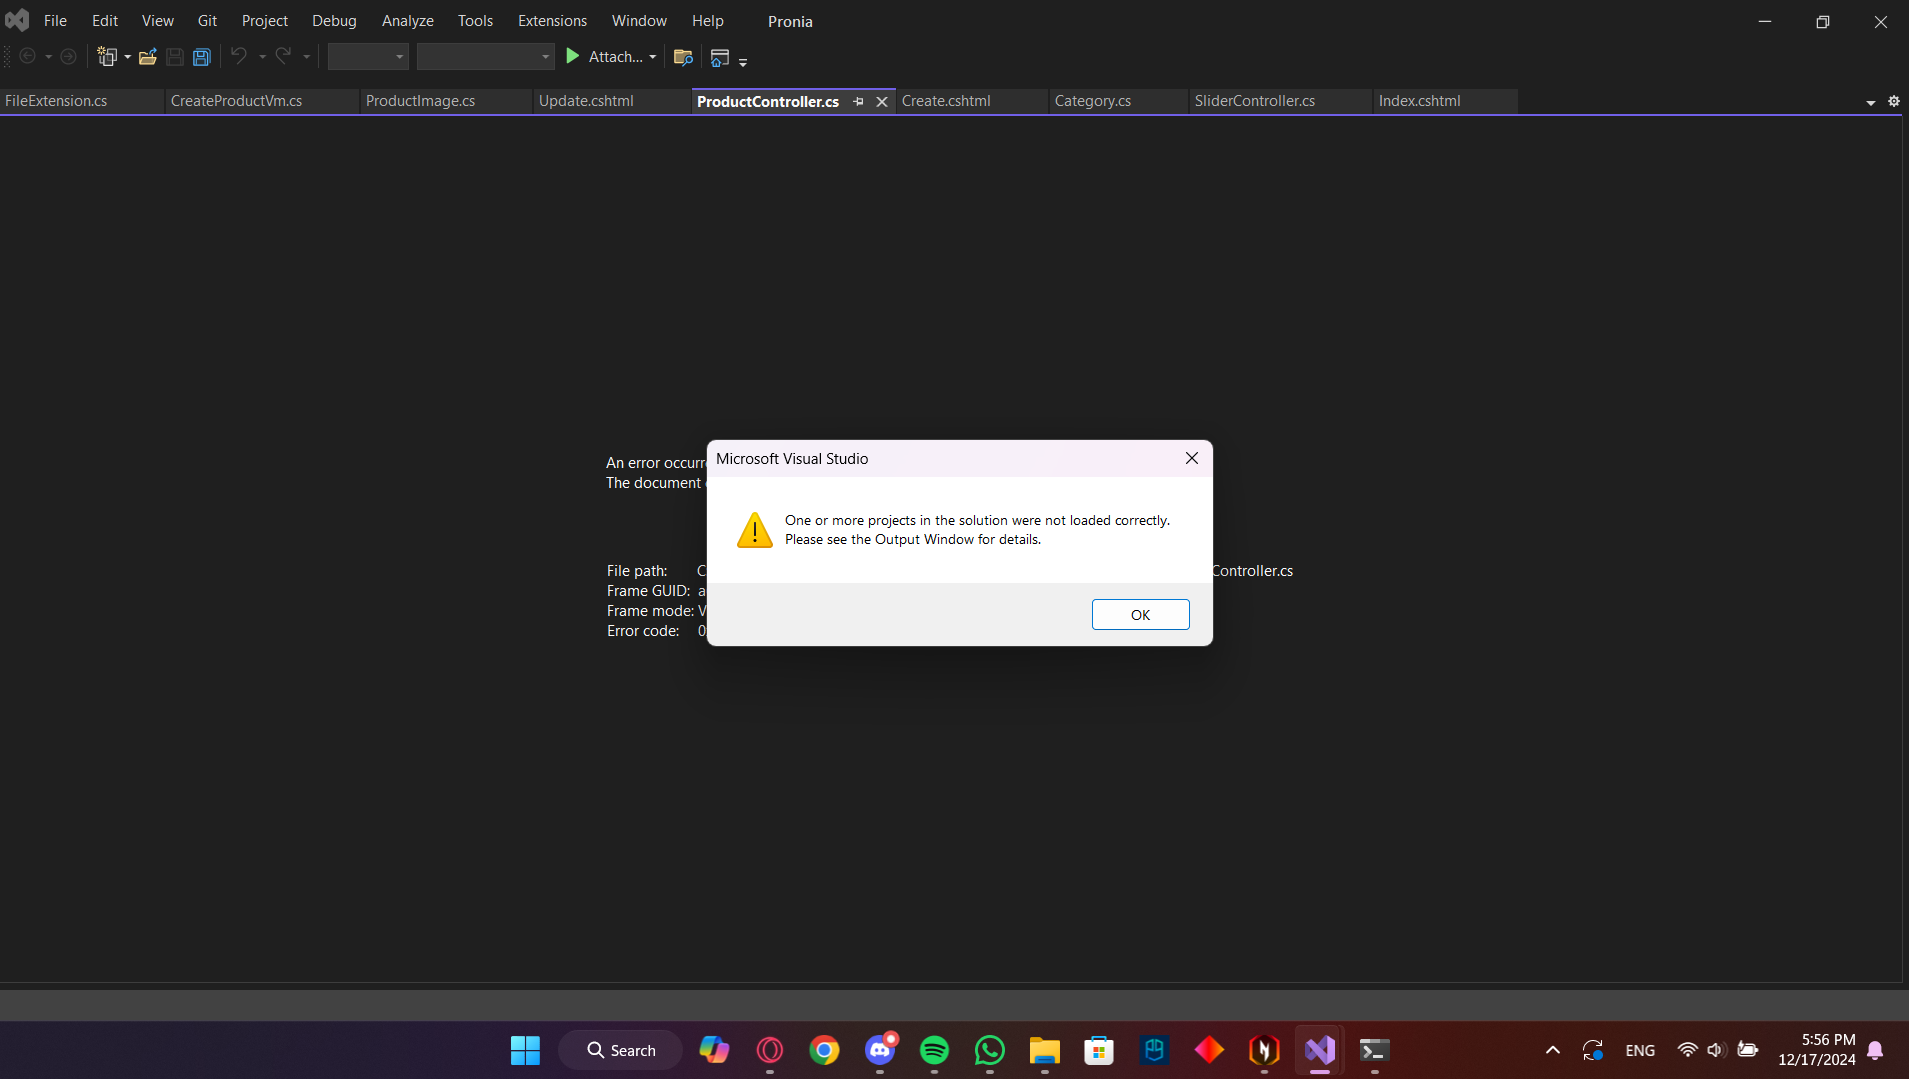 File Edit View Git Project Debug Analyze Tools Extensions Window Help Pronia
Attach...
FileExtension.cs CreateProductVm.cs ProductImage.cs Update.cshtml ProductController.cs Create.cshtml Category.cs SliderController.cs Index.cshtml
Microsoft Visual Studio
An error
The document
One or more projects in the solution were not loaded correctly.
Please see the Output Window for details.
File path: Controller.cs
Frame GUID:
Frame mode:
Error code:
OK
Search
ENG
5:56 PM
12/17/2024